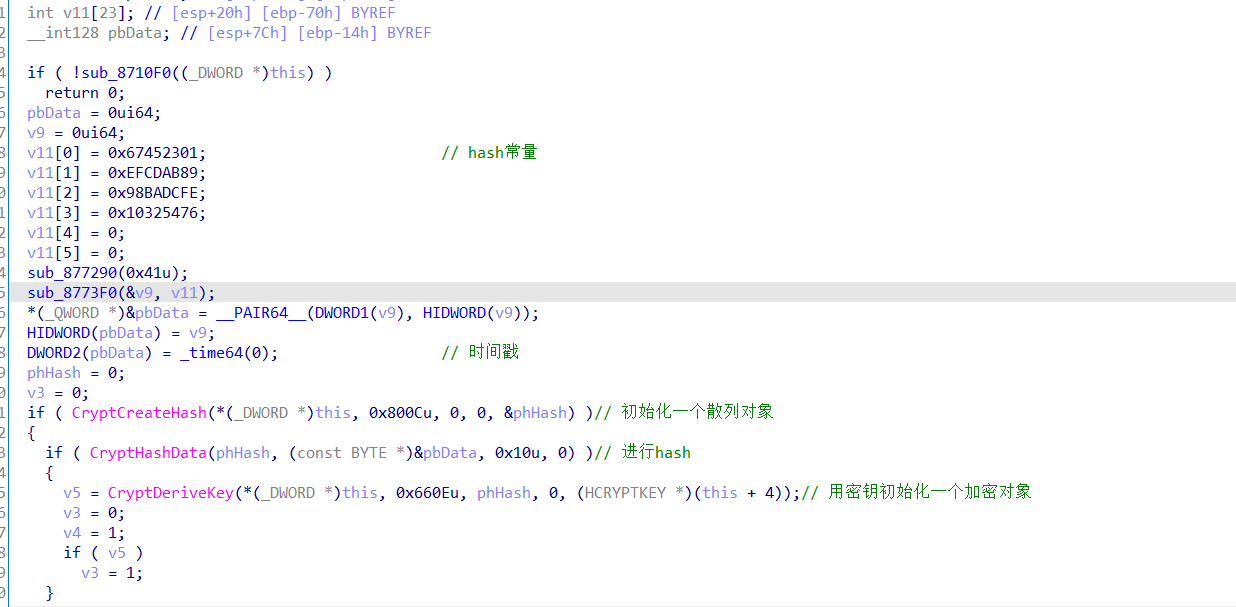 1 int v11[23]; // [esp+20h] [ebp-70h] BYREF
2 __int128 pbData; // [esp+7Ch] [ebp-14h] BYREF
3
4 if ( !sub_8710F0((_DWORD *)this) )
5 return 0;
6 pbData = 0ui64;
7 v9 = 0ui64;
8 v11[0] = 0x67452301; // hash常量
9 v11[1] = 0xEFCDAB89;
0 v11[2] = 0x98BADCFE;
1 v11[3] = 0x10325476;
2 v11[4] = 0;
3 v11[5] = 0;
4 sub_877290(0x41u);
5 sub_8773F0(&v9, v11);
6 *(_QWORD *)&pbData = __PAIR64__(DWORD1(v9), HIDWORD(v9));
7 HIDWORD(pbData) = v9;
8 DWORD2(pbData) = _time64(0); // 时间戳
9 phHash = 0;
0 v3 = 0;
1 if ( CryptCreateHash(*(_DWORD *)this, 0x800Cu, 0, 0, &phHash) )// 初始化一个散列对象
2 {
3 if ( CryptHashData(phHash, (const BYTE *)&pbData, 0x10u, 0) )// 进行hash
4 {
5 v5 = CryptDeriveKey(*(_DWORD *)this, 0x660Eu, phHash, 0, (HCRYPTKEY *)(this + 4));// 用密钥初始化一个加密对象
6 v3 = 0;
7 v4 = 1;
8 if ( v5 )
9 v3 = 1;
0 }